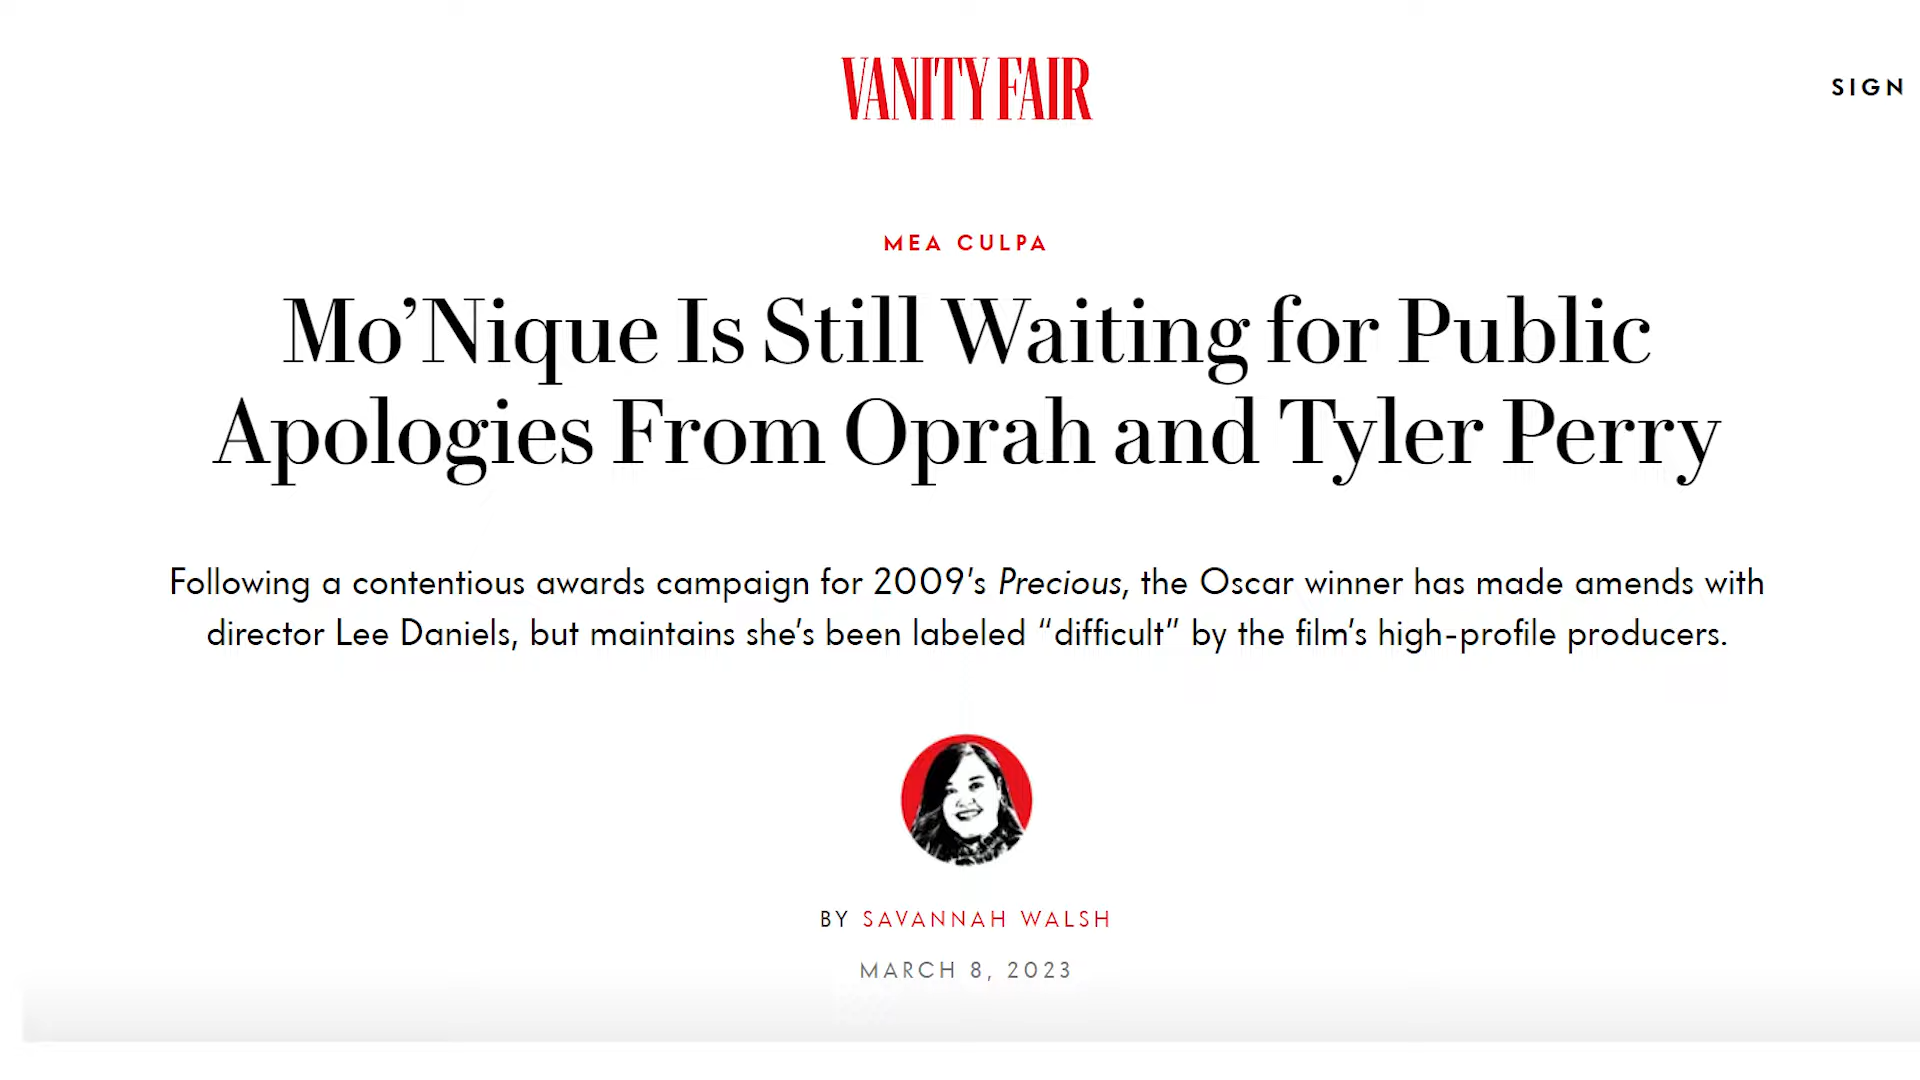 VANITY FAIR
SIGN
MEA CULPA
Mo’Nique Is Still Waiting for Public
Apologies From Oprah and Tyler Perry
Following a contentious awards campaign for 2009’s Precious, the Oscar winner has made amends with
director Lee Daniels, but maintains she’s been labeled “difficult” by the film’s high-profile producers.
BY SAVANNAH WALSH
MARCH 8, 2023